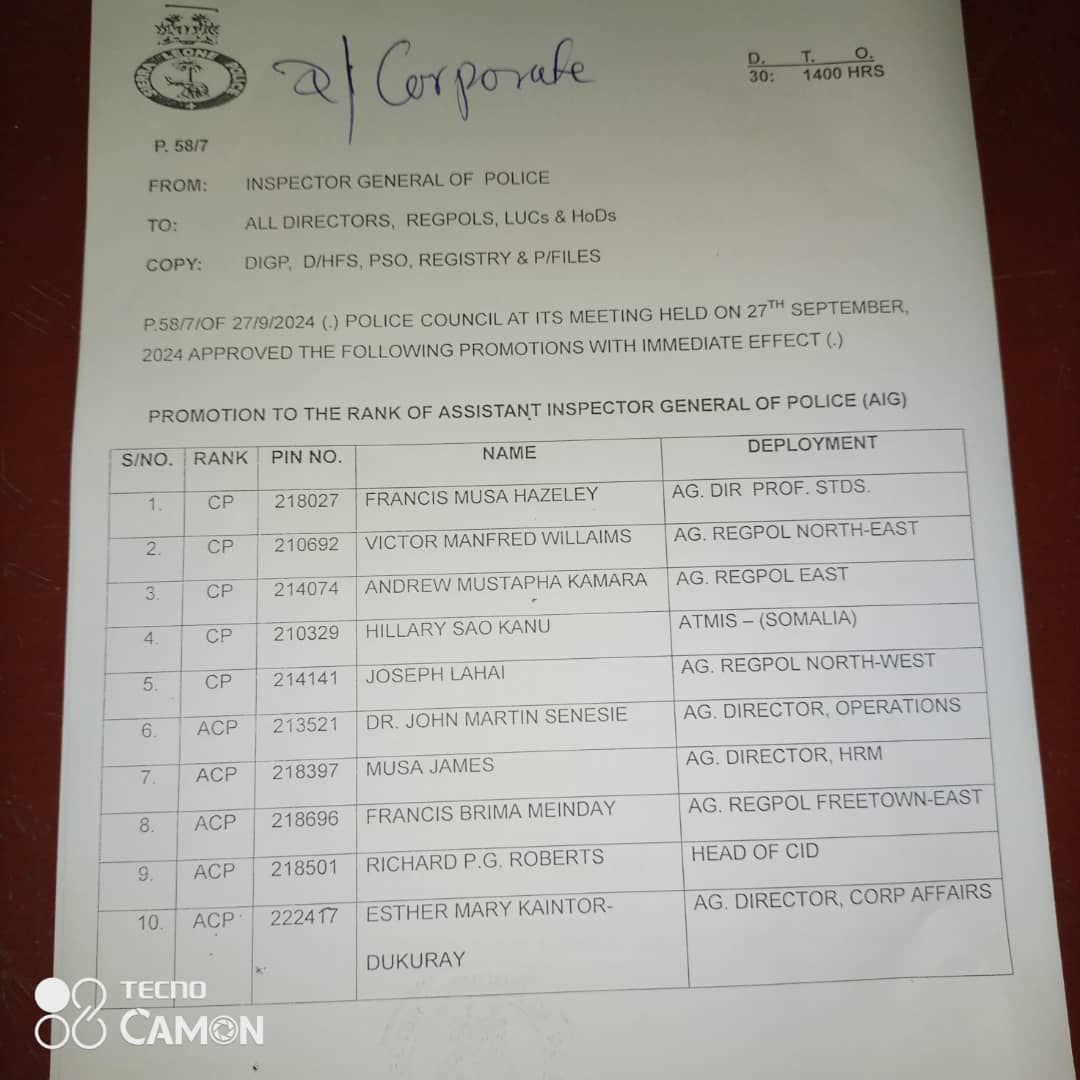 SIERRA LEONE POLICE
a/ Corporate
D. T. O.
30: 1400 HRS
P. 58/7
FROM: INSPECTOR GENERAL OF POLICE
TO: ALL DIRECTORS, REGPOLS, LUCs & HoDs
COPY: DIGP, D/HFS, PSO, REGISTRY & P/FILES
P.58/7/OF 27/9/2024 (.) POLICE COUNCIL AT ITS MEETING HELD ON 27TH SEPTEMBER,
2024 APPROVED THE FOLLOWING PROMOTIONS WITH IMMEDIATE EFFECT (.)
PROMOTION TO THE RANK OF ASSISTANT INSPECTOR GENERAL OF POLICE (AIG)
S/NO. RANK PIN NO. NAME DEPLOYMENT
1. CP 218027 FRANCIS MUSA HAZELEY AG. DIR PROF. STDS.
2. CP 210692 VICTOR MANFRED WILLAIMS AG. REGPOL NORTH-EAST
3. CP 214074 ANDREW MUSTAPHA KAMARA AG. REGPOL EAST
4. CP 210329 HILLARY SAO KANU ATMIS – (SOMALIA)
5. CP 214141 JOSEPH LAHAI AG. REGPOL NORTH-WEST
6. ACP 213521 DR. JOHN MARTIN SENESIE AG. DIRECTOR, OPERATIONS
7. ACP 218397 MUSA JAMES AG. DIRECTOR, HRM
8. ACP 218696 FRANCIS BRIMA MEINDAY AG. REGPOL FREETOWN-EAST
9. ACP 218501 RICHARD P.G. ROBERTS HEAD OF CID
10. ACP 222417 ESTHER MARY KAINTOR- AG. DIRECTOR, CORP AFFAIRS
DUKURAY
TECNO
CAMON